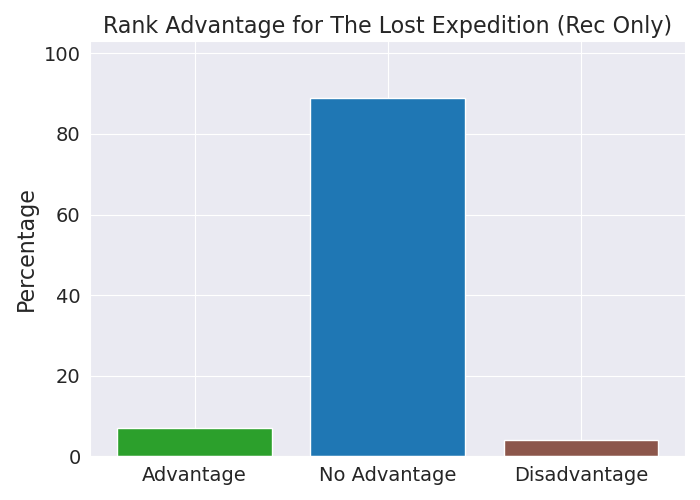 Rank Advantage for The Lost Expedition (Rec Only)
100
80
60
40
20
0
Percentage
Advantage
No Advantage
Disadvantage